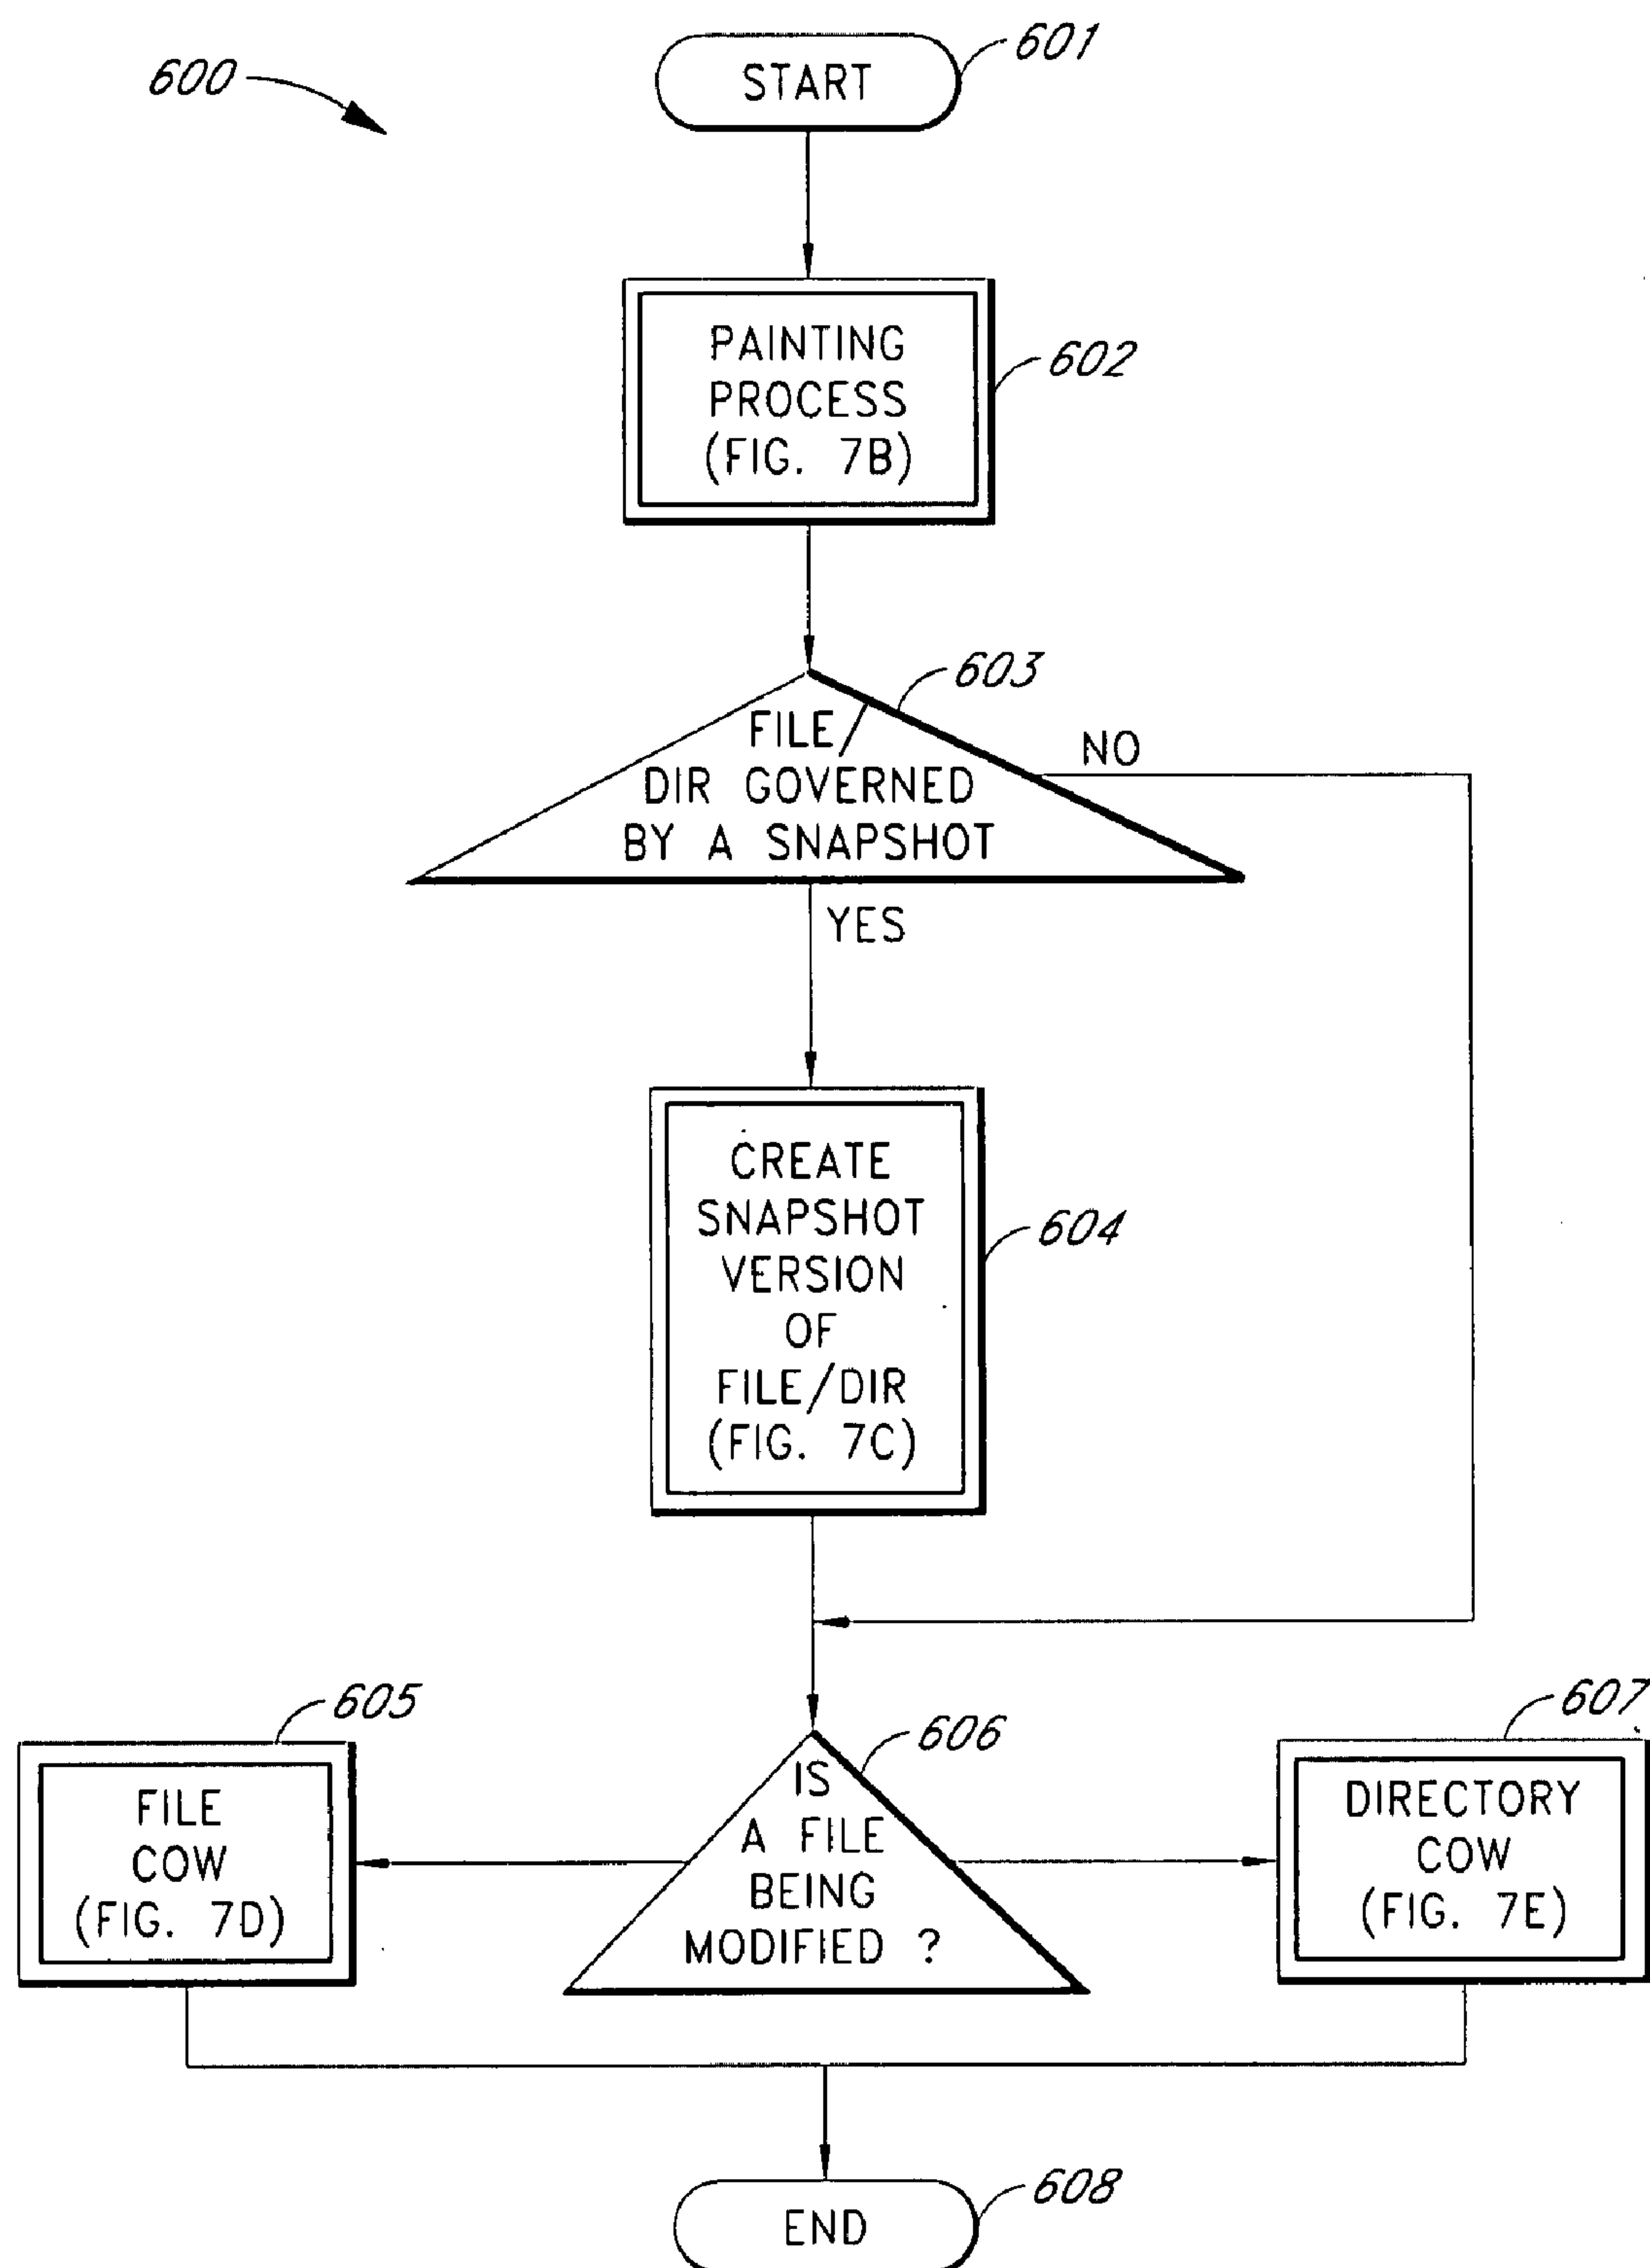 600
START
601
PAINTING
PROCESS
(FIG. 7B)
602
FILE/
DIR GOVERNED
BY A SNAPSHOT
603
NO
YES
CREATE
SNAPSHOT
VERSION
OF
FILE/DIR
(FIG. 7C)
604
605
FILE
COW
(FIG. 7D)
606
IS
A FILE
BEING
MODIFIED ?
607
DIRECTORY
COW
(FIG. 7E)
END
608